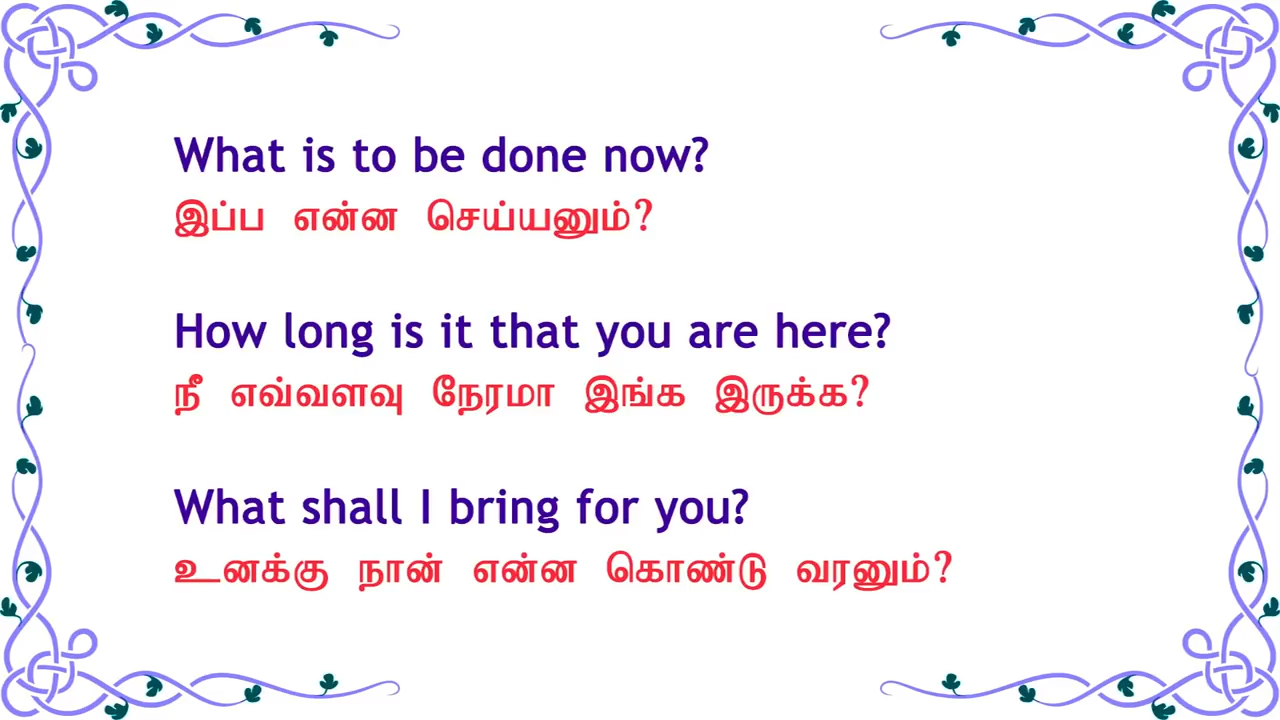 What is to be done now?
இப்ப என்ன செய்யனும்?
How long is it that you are here?
நீ எவ்வளவு நேரமா இங்க இருக்க?
What shall I bring for you?
உனக்கு நான் என்ன கொண்டு வரனும்?